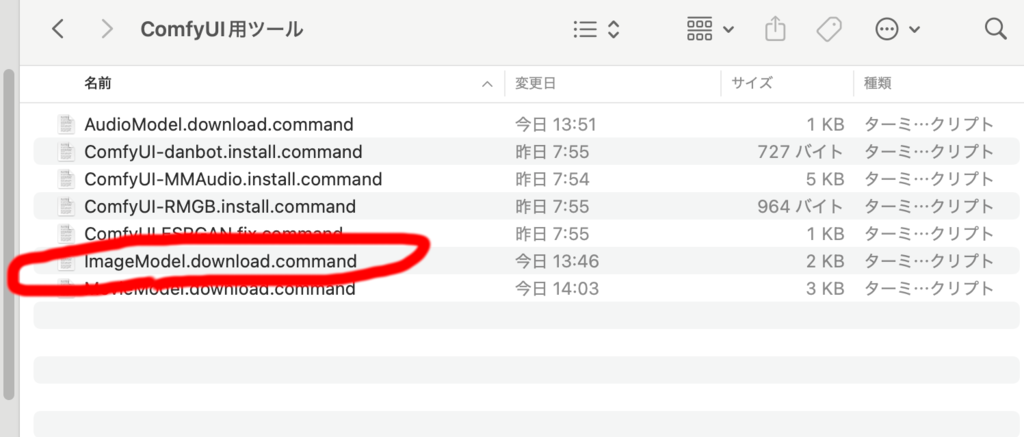 ComfyUI用ツール
名前 変更日 サイズ 種類
AudioModel.download.command 今日 13:51 1 KB ターミ…クリプト
ComfyUI-danbot.install.command 昨日 7:55 727 バイト ターミ…クリプト
ComfyUI-MMAudio.install.command 昨日 7:54 5 KB ターミ…クリプト
ComfyUI-RMGB.install.command 昨日 7:55 964 バイト ターミ…クリプト
ComfyUI.ESRGAN.fix.command 昨日 7:55 1 KB ターミ…クリプト
ImageModel.download.command 今日 13:46 2 KB ターミ…クリプト
MovieModel.download.command 今日 14:03 3 KB ターミ…クリプト